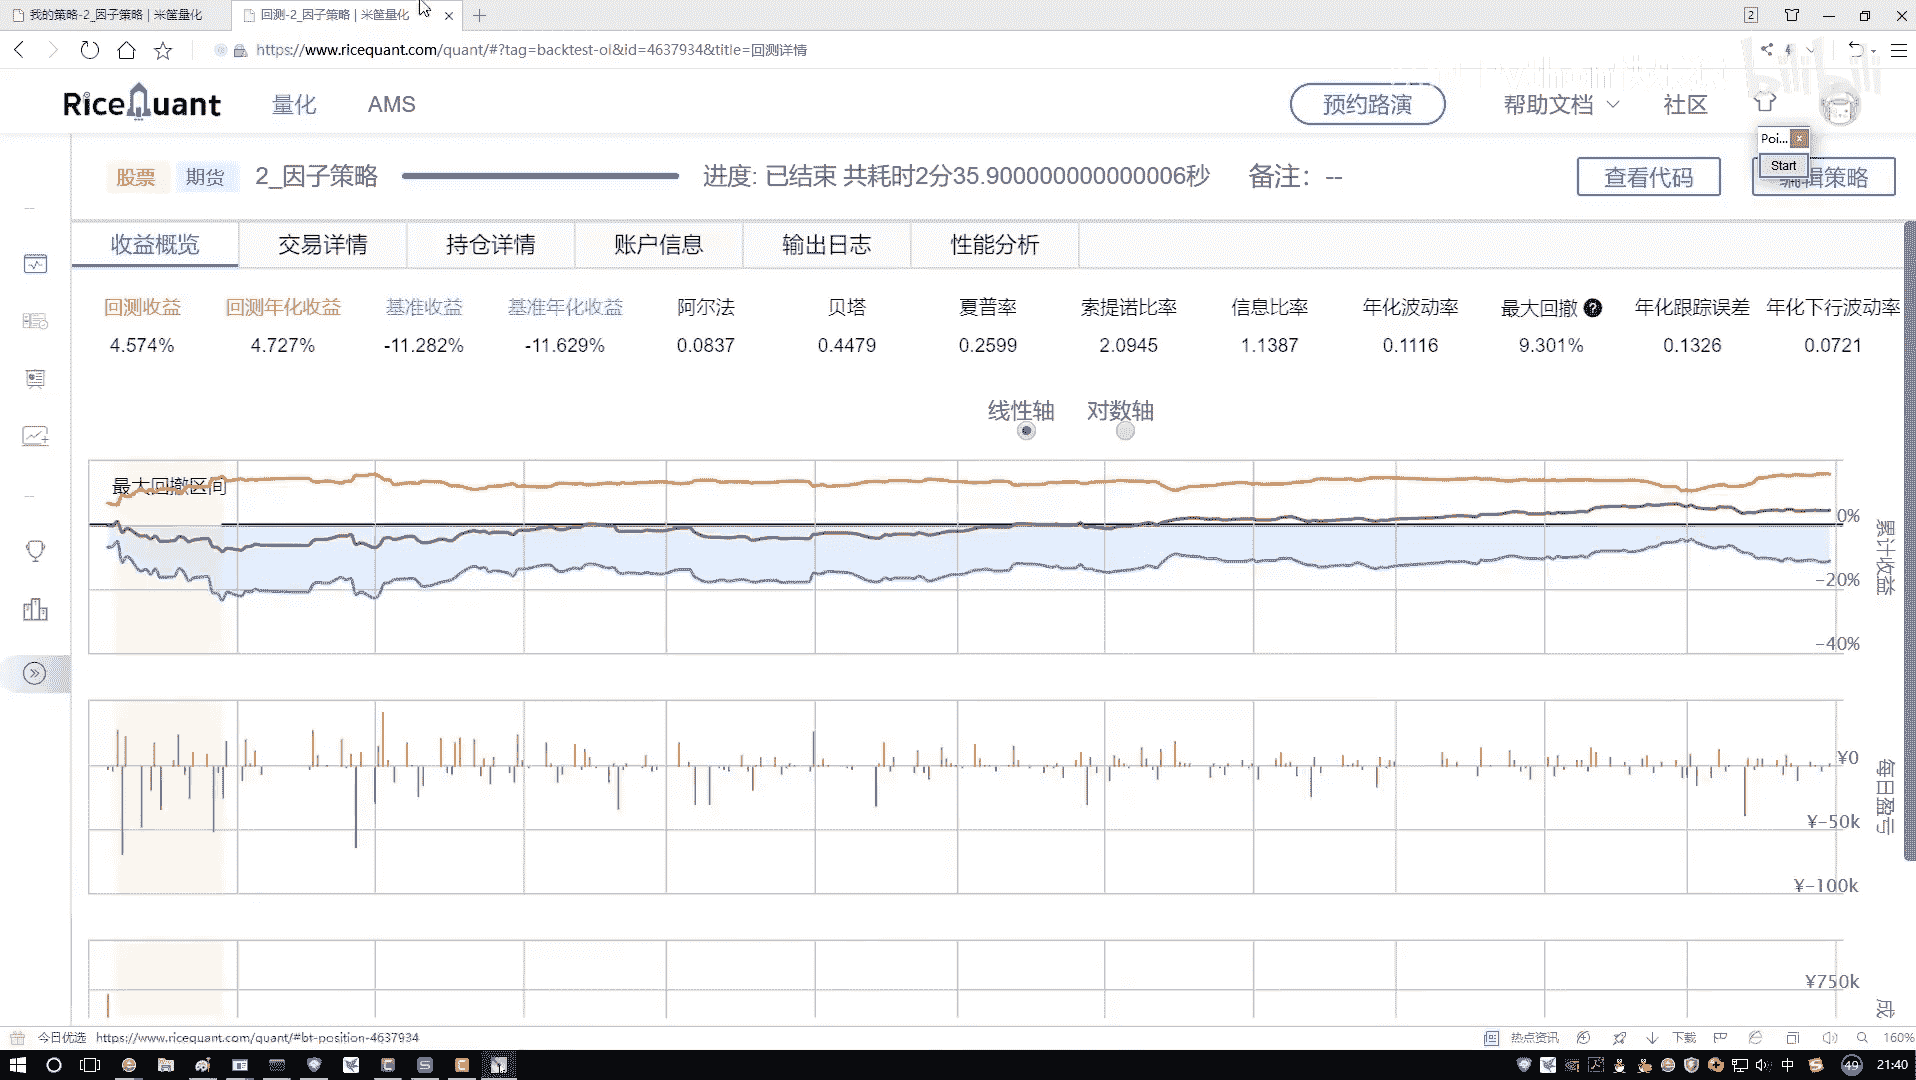 我的策略-2_因子策略 | 米筐量化
回测-2_因子策略 | 米筐量化
2
https://www.ricequant.com/quant/#?tag=backtest-ol&id=4637934&title=回测详情
bilibili
RiceQuant
量化
AMS
预约路演
帮助文档
社区
Poi...
Start
股票
期货
2_因子策略
进度: 已结束 共耗时2分35.900000000000006秒
备注: --
查看代码
编辑策略
收益概览
交易详情
持仓详情
账户信息
输出日志
性能分析
回测收益 回测年化收益 基准收益 基准年化收益 阿尔法 贝塔 夏普率 索提诺比率 信息比率 年化波动率 最大回撤 ? 年化跟踪误差 年化下行波动率
4.574% 4.727% -11.282% -11.629% 0.0837 0.4479 0.2599 2.0945 1.1387 0.1116 9.301% 0.1326 0.0721
线性轴 对数轴
最大回撤区间
0%
-20%
-40%
累计收益
¥0
¥-50k
¥-100k
每日盈亏
¥750k
成
今日优选 https://www.ricequant.com/quant/#bt-position-4637934
热点资讯
下载
160%
中
49
21:40